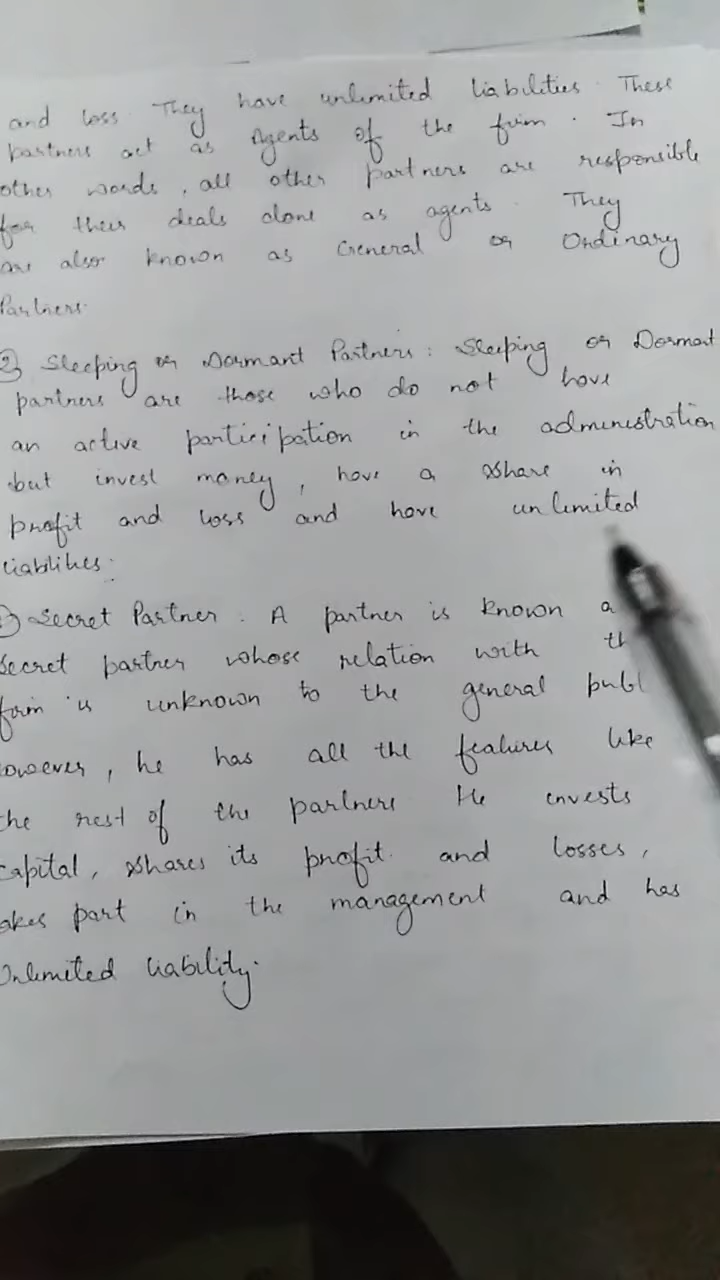 and loss. They have unlimited liabilities. These
partners act as Agents of the firm. In
other words, all other partners are responsible
for their deals done as agents. They
are also known as General or Ordinary
Partners.
2) Sleeping or Dormant Partners: Sleeping or Dormant
partners are those who do not have
an active participation in the administration
but invest money, have a share in
profit and loss and have unlimited
liabilities.
) Secret Partner: A partner is known a
Secret partner whose relation with th
firm is unknown to the general publ
owever, he has all the features like
the rest of the partners He invests
capital, shares its profit and losses,
akes part in the management and has
Unlimited liability.